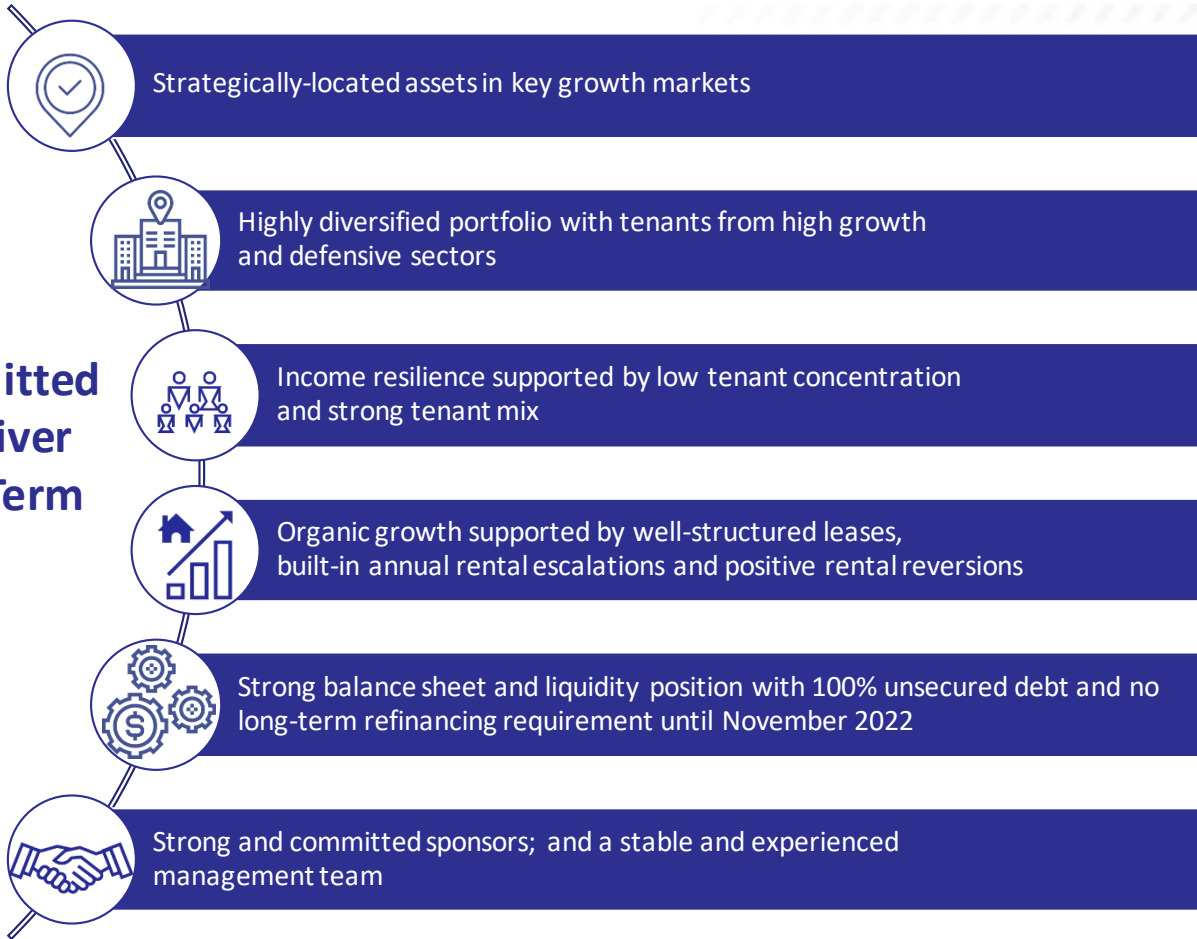 Strategically-located assets in key growth markets
Highly diversified portfolio with tenants from high growth
and defensive sectors
Income resilience supported by low tenant concentration
and strong tenant mix
Organic growth supported by well-structured leases,
built-in annual rental escalations and positive rental reversions
Strong balance sheet and liquidity position with 100% unsecured debt and no
long-term refinancing requirement until November 2022
Strong and committed sponsors; and a stable and experienced
management team